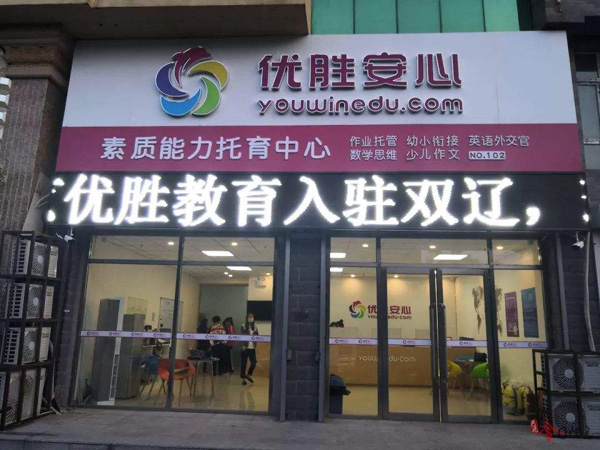 优胜安心
youwinedu.com
素质能力托育中心
作业托管 幼小衔接 英语外交官
数学思维 少儿作文 NO.102
优胜教育入驻双辽，
优胜安心
youwinedu.com
youwinedu.com